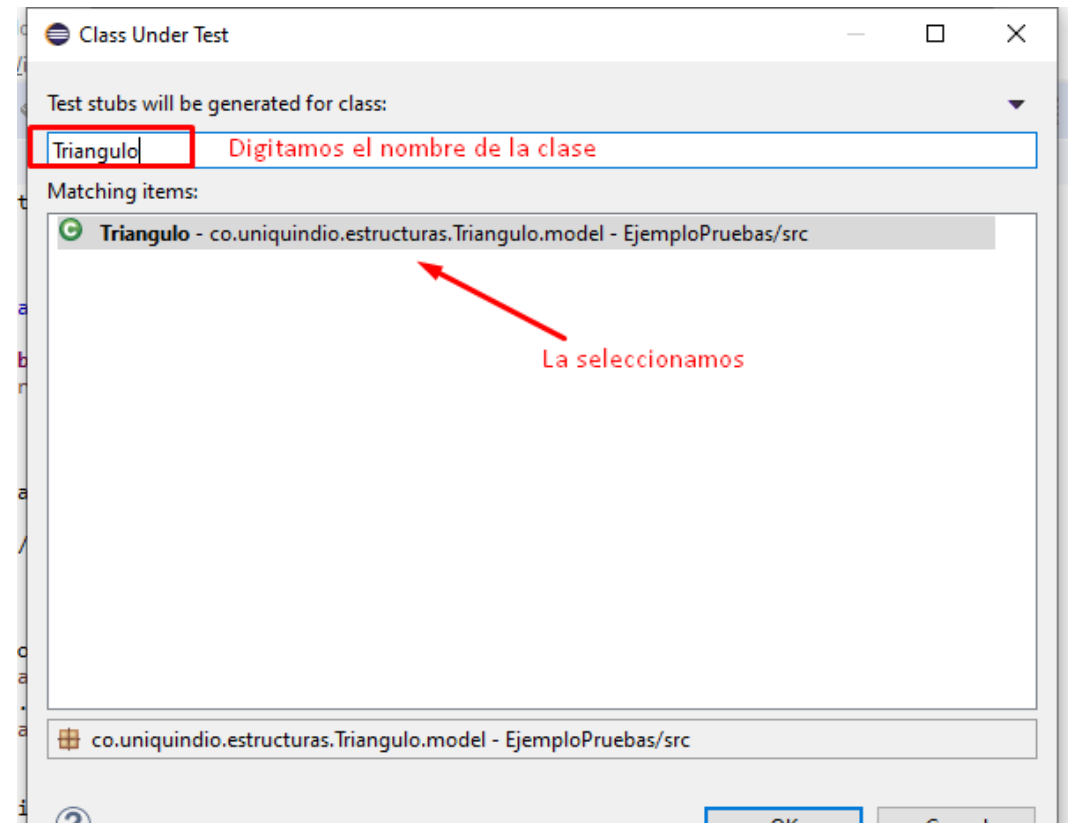 Class Under Test
Test stubs will be generated for class:
Triangulo Digitamos el nombre de la clase
Matching items:
Triangulo - co.uniquindio.estructuras.Triangulo.model - EjemploPruebas/src
La seleccionamos
co.uniquindio.estructuras.Triangulo.model - EjemploPruebas/src